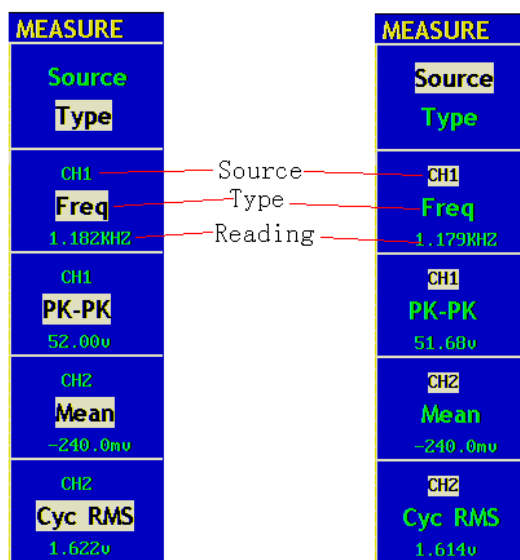 MEASURE
Source
Type
CH1
Freq
1.182KHZ
CH1
PK-PK
52.00v
CH2
Mean
-240.0mv
CH2
Cyc RMS
1.622v
Source
Type
Reading
MEASURE
Source
Type
CH1
Freq
1.179KHZ
CH1
PK-PK
51.68v
CH2
Mean
-240.0mv
CH2
Cyc RMS
1.614v